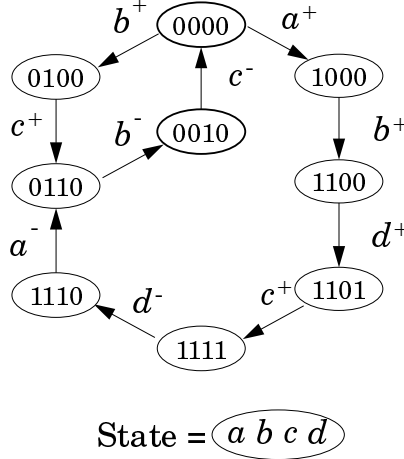 b+ 0000 a+
0100 c- 1000
c+ b- 0010 b+
0110 1100
a- d+
1110 d- c+ 1101
1111
State = a b c d